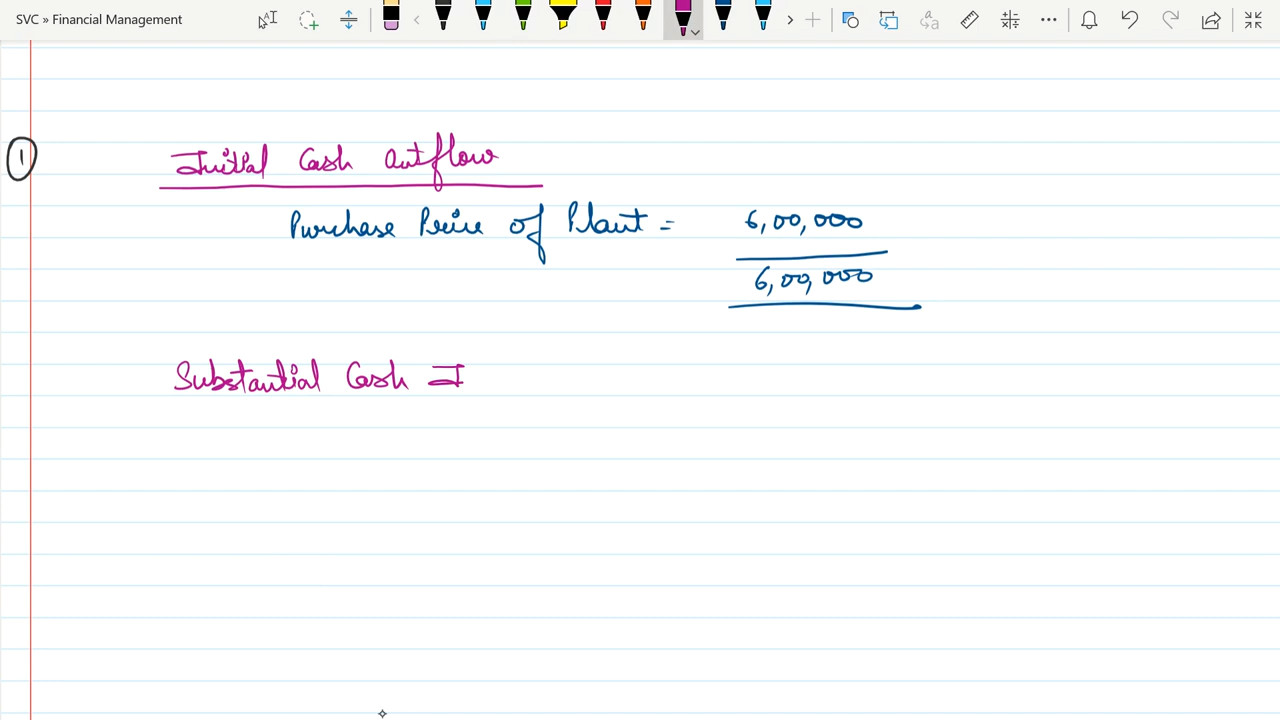 SVC » Financial Management
① Initial Cash outflow
Purchase Price of Plant = 6,00,000
6,00,000
Substantial Cash I